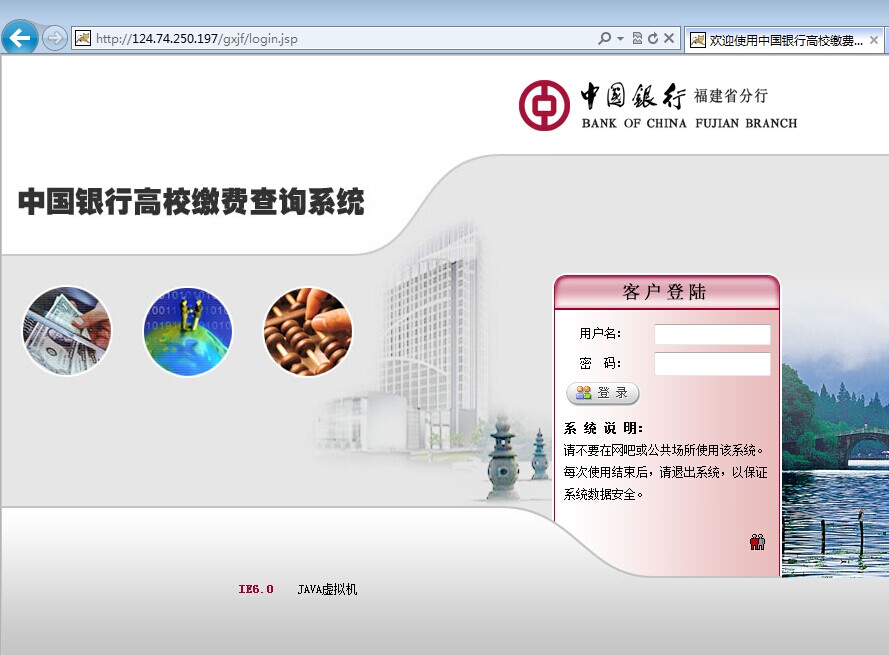 http://124.74.250.197/gxjf/login.jsp
欢迎使用中国银行高校缴费...
中国银行 福建省分行
BANK OF CHINA FUJIAN BRANCH
中国银行高校缴费查询系统
客户登陆
用户名:
密 码:
登 录
系 统 说 明:
请不要在网吧或公共场所使用该系统。
每次使用结束后，请退出系统，以保证
系统数据安全。
IE6.0 JAVA虚拟机